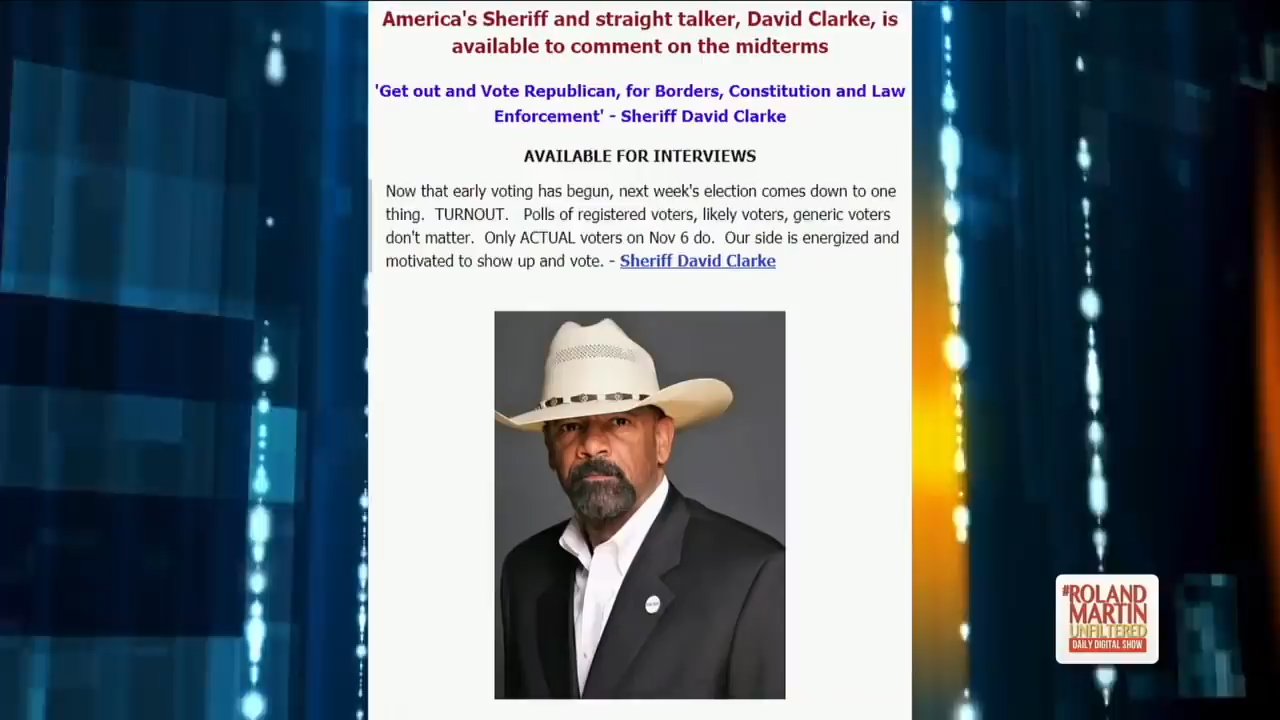 America's Sheriff and straight talker, David Clarke, is
available to comment on the midterms
'Get out and Vote Republican, for Borders, Constitution and Law
Enforcement' - Sheriff David Clarke
AVAILABLE FOR INTERVIEWS
Now that early voting has begun, next week's election comes down to one
thing. TURNOUT. Polls of registered voters, likely voters, generic voters
don't matter. Only ACTUAL voters on Nov 6 do. Our side is energized and
motivated to show up and vote. - Sheriff David Clarke
#ROLAND
MARTIN
UNFILTERED
DAILY DIGITAL SHOW